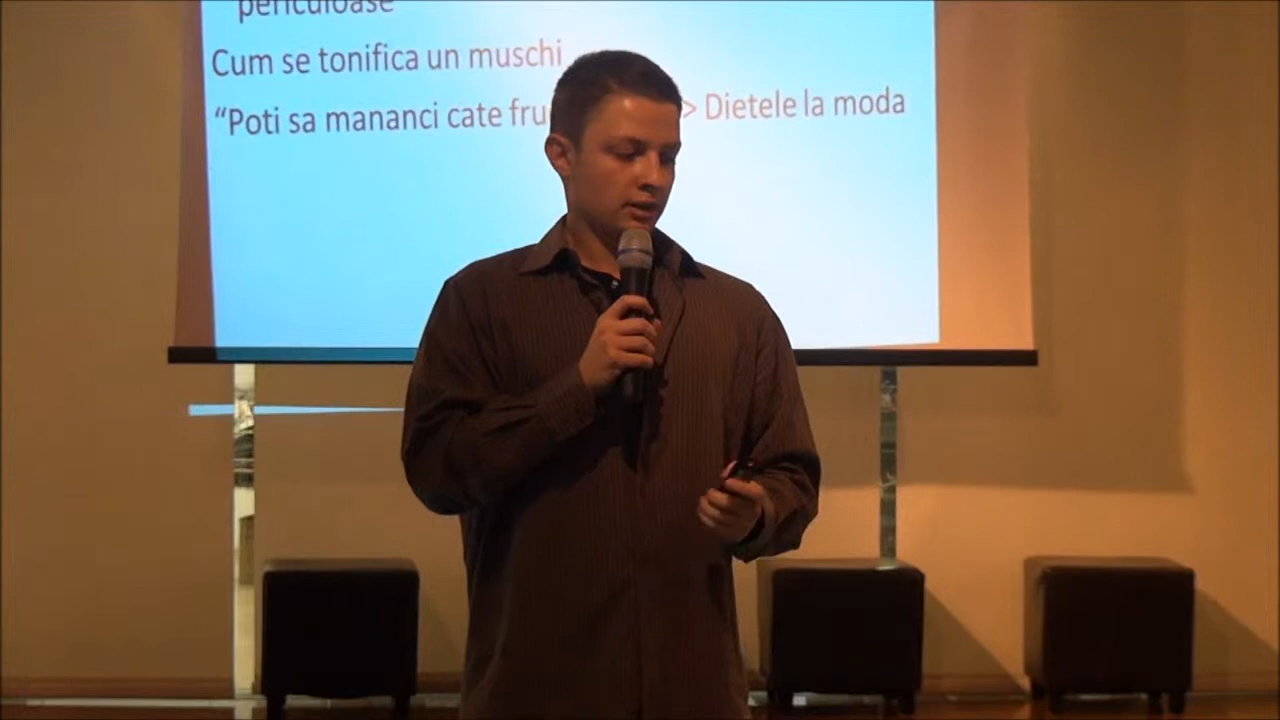 periculoase
Cum se tonifica un muschi
“Poti sa mananci cate fru > Dietele la moda